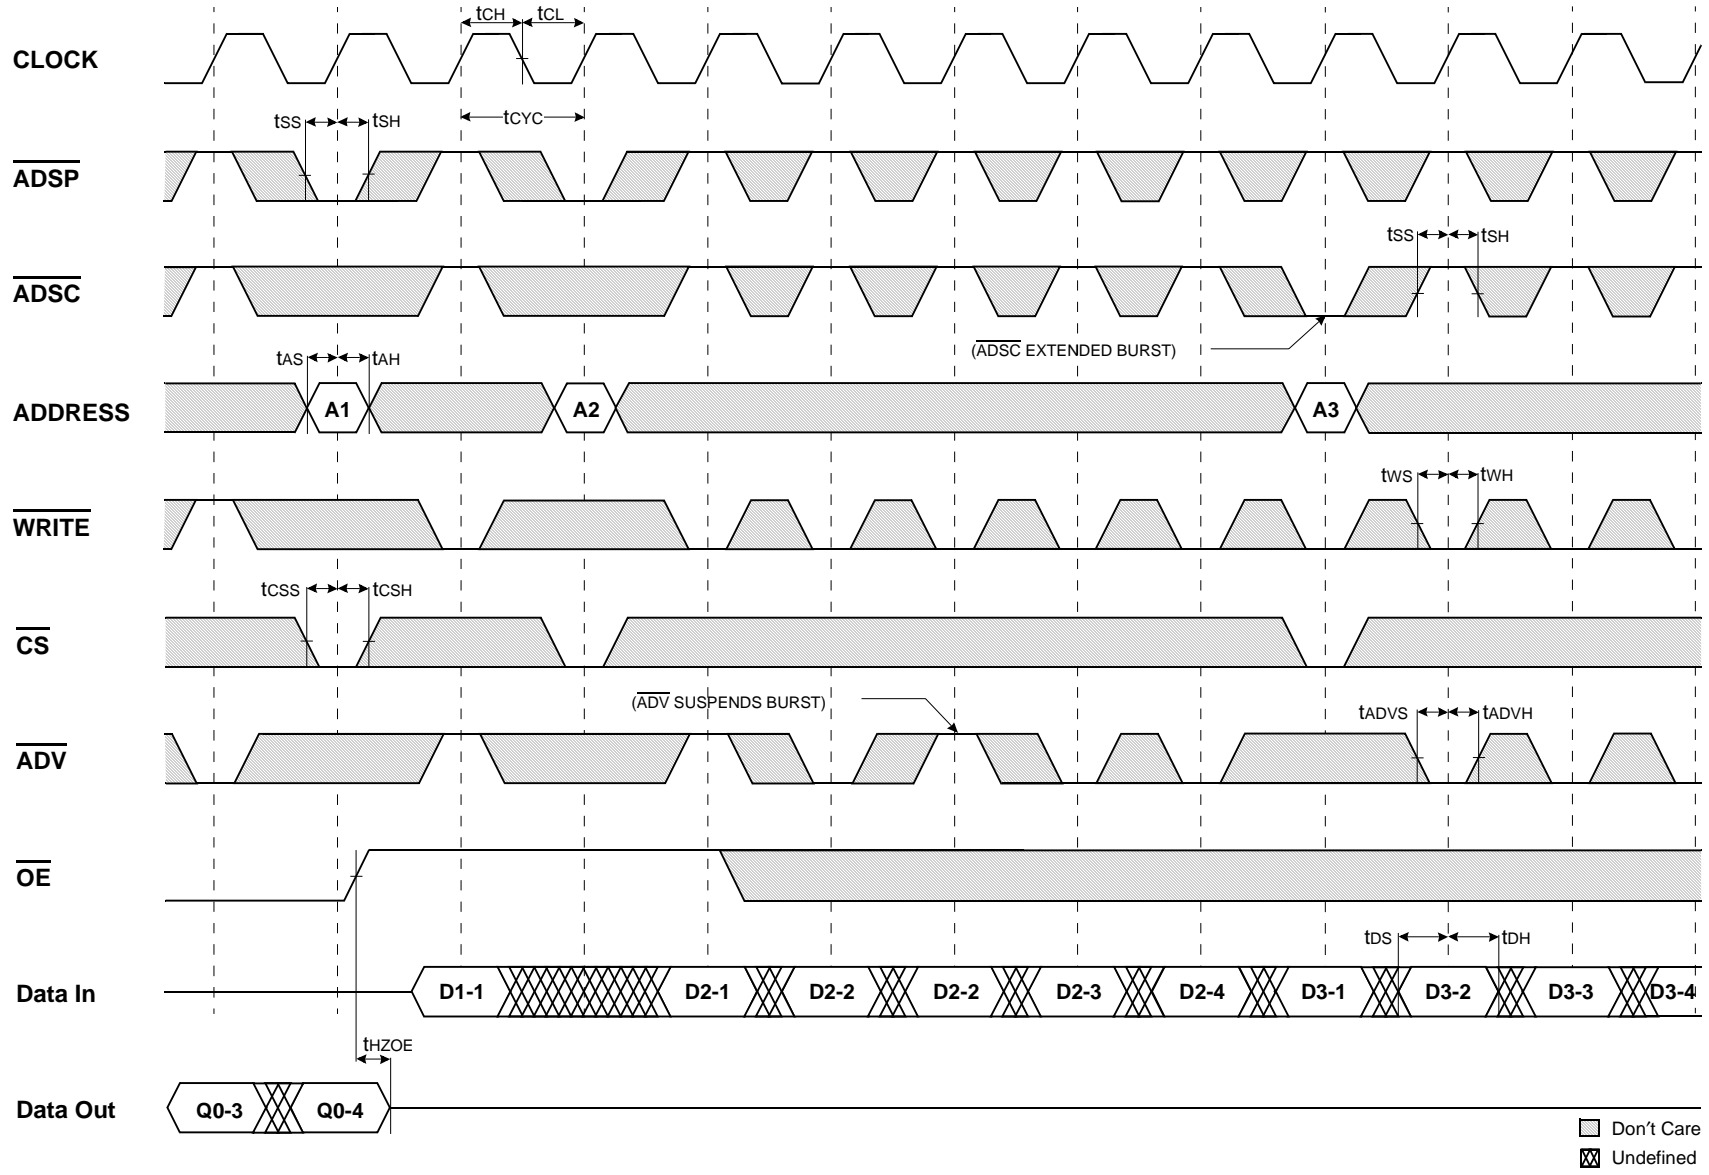 tCH tCL
CLOCK
tCYC
tSS tSH
ADSP
tSS tSH
ADSC
(ADSC EXTENDED BURST)
tAS tAH
ADDRESS A1 A2 A3
tWS tWH
WRITE
tCSS tCSH
CS
(ADV SUSPENDS BURST)
tADVS tADVH
ADV
OE
tDS tDH
Data In D1-1 D2-1 D2-2 D2-2 D2-3 D2-4 D3-1 D3-2 D3-3 D3-4
tHZOE
Data Out Q0-3 Q0-4
Don′t Care
Undefined